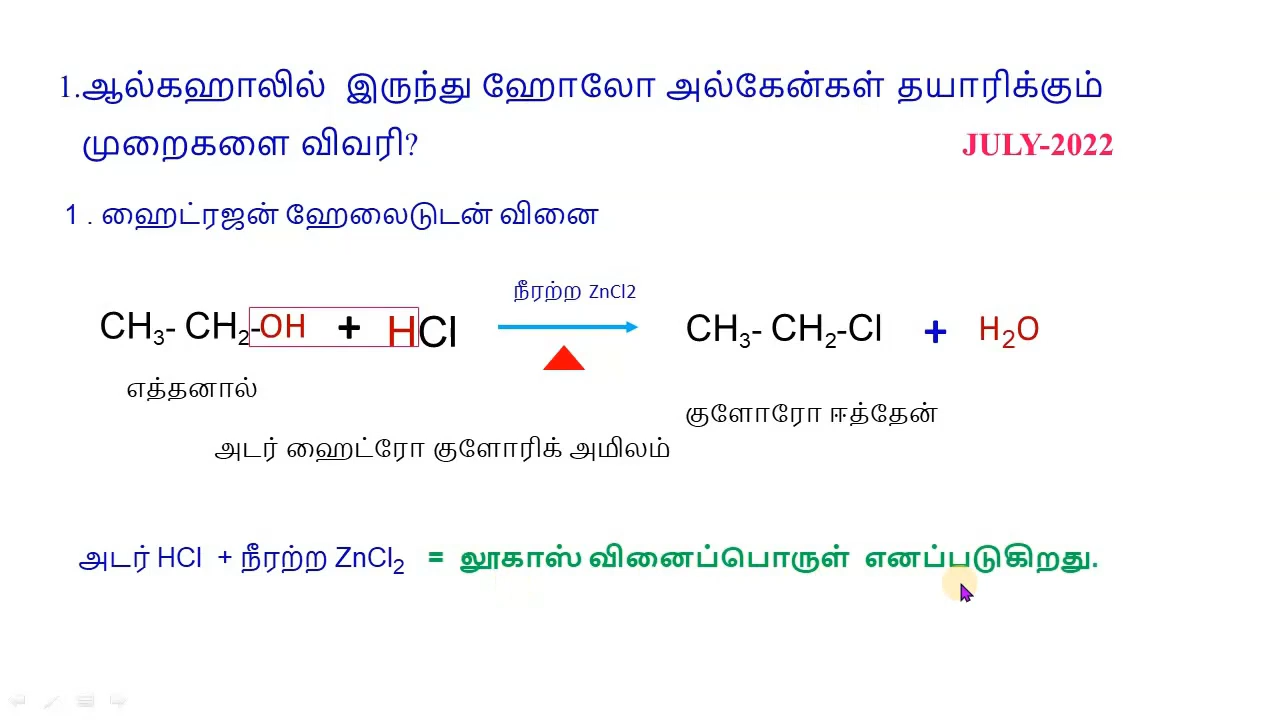 1.ஆல்கஹாலில் இருந்து ஹோலோ அல்கேன்கள் தயாரிக்கும்
முறைகளை விவரி?
JULY-2022
1 . ஹைட்ரஜன் ஹேலைடுடன் வினை
நீரற்ற ZnCl2
CH3- CH2-OH + HCl CH3- CH2-Cl + H2O
எத்தனால்
குளோரோ ஈத்தேன்
அடர் ஹைட்ரோ குளோரிக் அமிலம்
அடர் HCl + நீரற்ற ZnCl2 = லூகாஸ் வினைப்பொருள் எனப்படுகிறது.